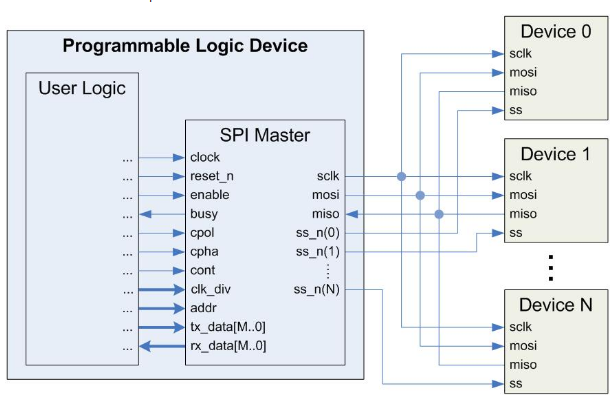 Programmable Logic Device
User Logic
...
...
...
...
...
...
...
...
...
...
...
SPI Master
clock
reset_n
enable
busy
cpol
cpha
cont
clk_div
addr
tx_data[M..0]
rx_data[M..0]
sclk
mosi
miso
ss_n(0)
ss_n(1)
ss_n(N)
Device 0
sclk
mosi
miso
ss
Device 1
sclk
mosi
miso
ss
Device N
sclk
mosi
miso
ss